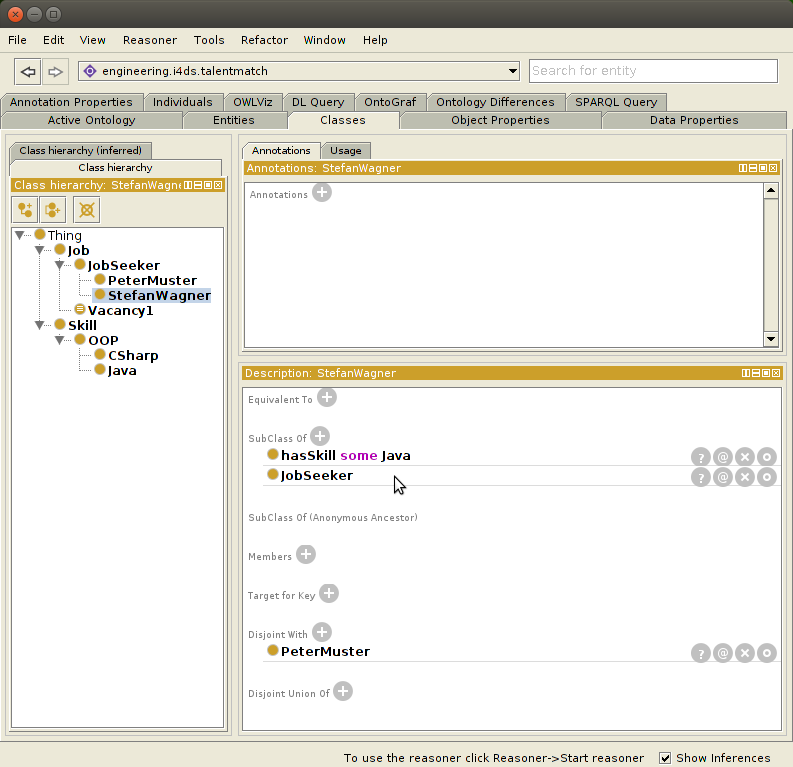 File Edit View Reasoner Tools Refactor Window Help
engineering.i4ds.talentmatch
Search for entity
Annotation Properties Individuals OWLViz DL Query OntoGraf Ontology Differences SPARQL Query
Active Ontology Entities Classes Object Properties Data Properties
Class hierarchy (inferred)
Class hierarchy
Class hierarchy: StefanWagne
Thing
Job
JobSeeker
PeterMuster
StefanWagner
Vacancy1
Skill
OOP
CSharp
Java
Annotations Usage
Annotations: StefanWagner
Annotations
Description: StefanWagner
Equivalent To
SubClass Of
hasSkill some Java
? @
JobSeeker
? @
SubClass Of (Anonymous Ancestor)
Members
Target for Key
Disjoint With
PeterMuster
? @
Disjoint Union Of
To use the reasoner click Reasoner->Start reasoner Show Inferences